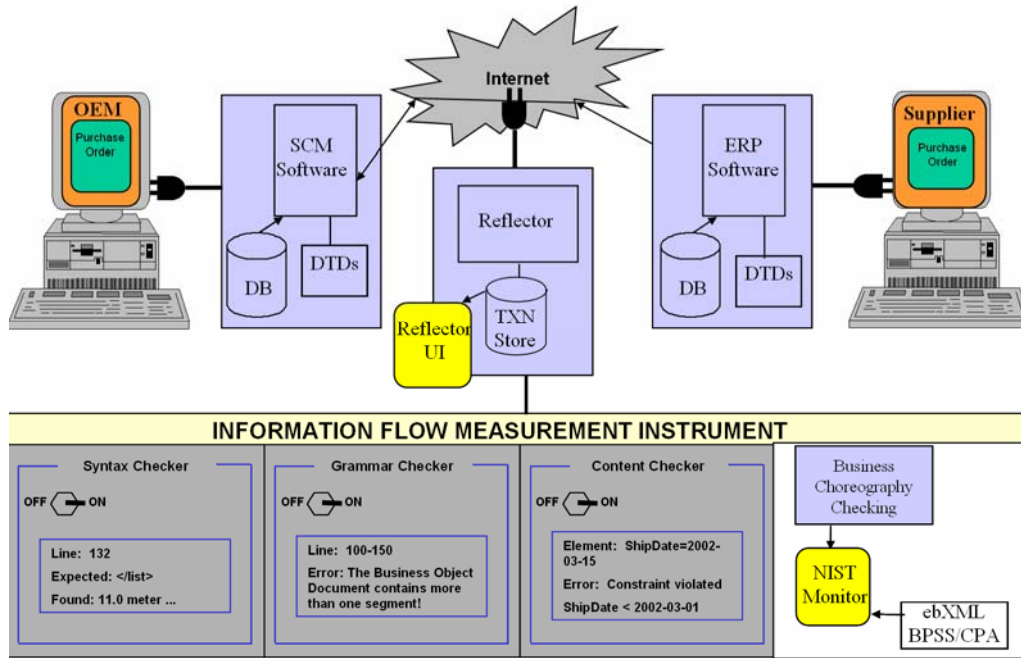 Internet
OEM
Purchase
Order
SCM
Software
DB
DTDs
Reflector
TXN
Store
Reflector
UI
ERP
Software
DB
DTDs
Supplier
Purchase
Order
INFORMATION FLOW MEASUREMENT INSTRUMENT
Syntax Checker
OFF ON
Line: 132
Expected: </list>
Found: 11.0 meter ...
Grammar Checker
OFF ON
Line: 100-150
Error: The Business Object
Document contains more
than one segment!
Content Checker
OFF ON
Element: ShipDate=2002-
03-15
Error: Constraint violated
ShipDate < 2002-03-01
Business
Choreography
Checking
NIST
Monitor
ebXML
BPSS/CPA